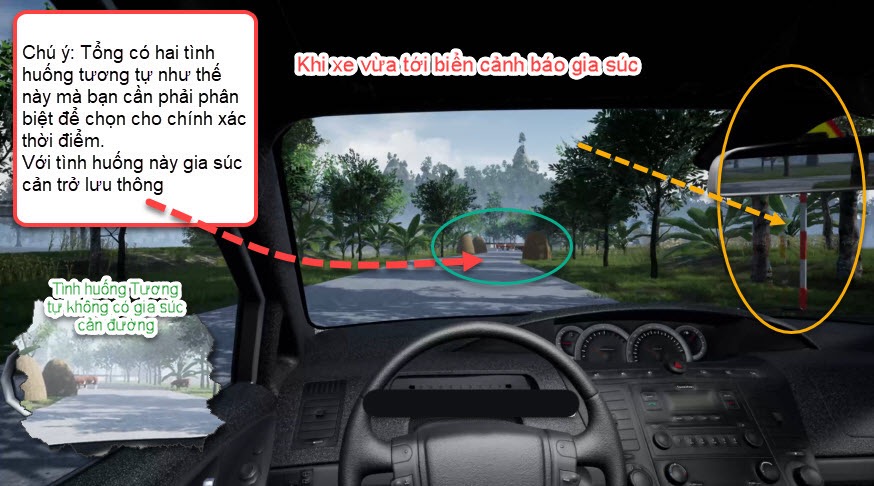 Chú ý: Tổng có hai tình
huống tương tự như thế
này mà bạn cần phải phân
biệt để chọn cho chính xác
thời điểm.
Với tình huống này gia súc
cản trở lưu thông
Khi xe vừa tới biển cảnh báo gia súc
Tình huống Tượng
tự không có gia súc
cản đường